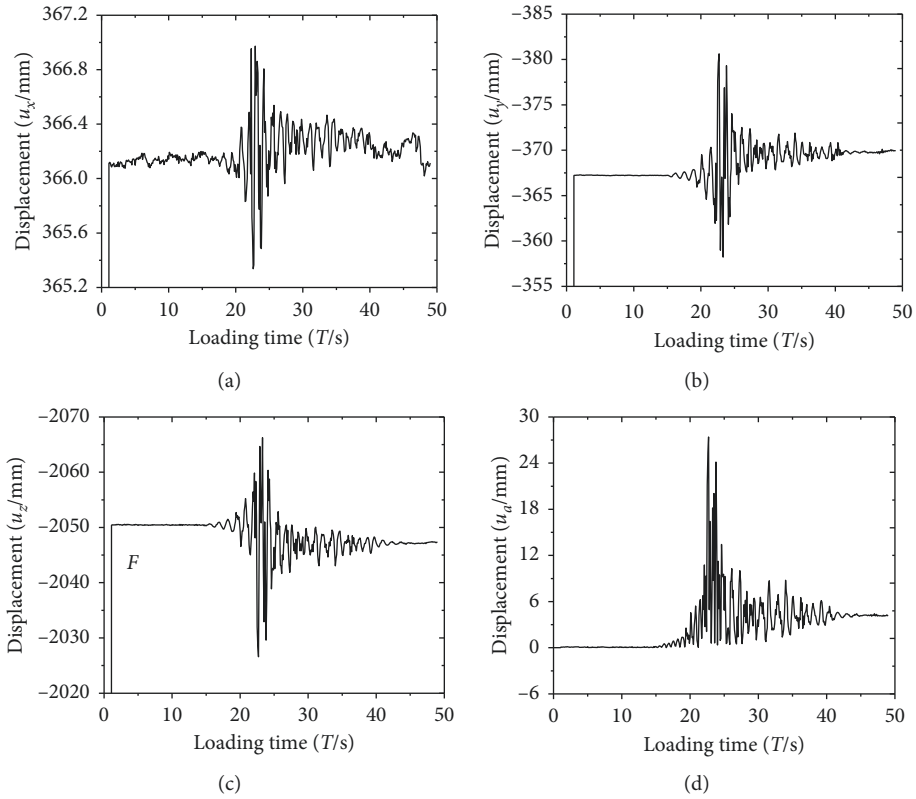 367.2
366.8
366.4
366.0
365.6
365.2
Displacement (uₓ/mm)
0 10 20 30 40 50
Loading time (T/s)
(a)
–385
–380
–375
–370
–365
–360
–355
Displacement (u_y/mm)
0 10 20 30 40 50
Loading time (T/s)
(b)
–2070
–2060
–2050
–2040
–2030
–2020
Displacement (u_z/mm)
F
0 10 20 30 40 50
Loading time (T/s)
(c)
30
24
18
12
6
0
–6
Displacement (u_a/mm)
0 10 20 30 40 50
Loading time (T/s)
(d)